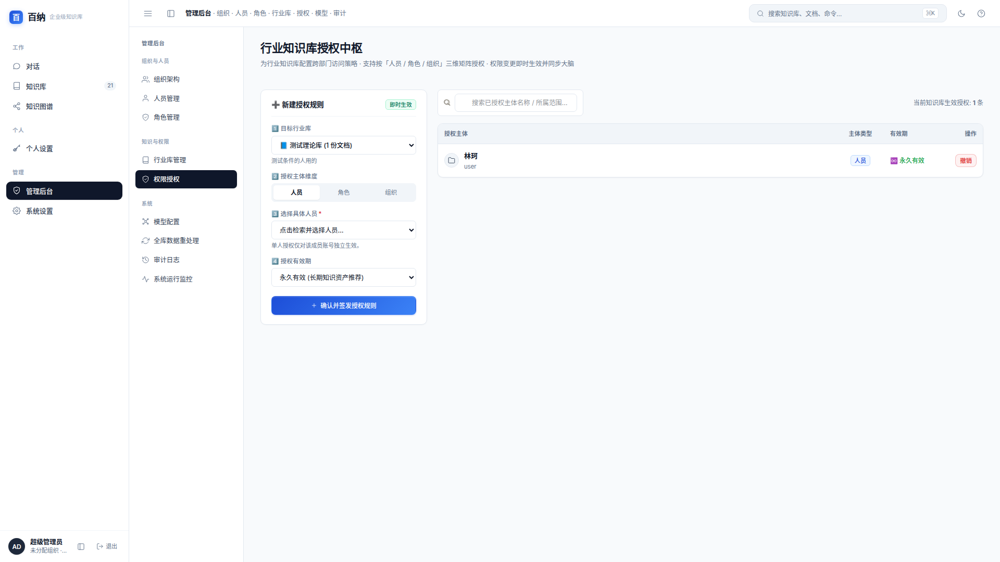 百 百纳 企业级知识库
工作
对话
知识库 21
知识图谱
个人
个人设置
管理
管理后台
系统设置
AD 超级管理员
未分配组织 ·...
退出
管理后台 · 组织 · 人员 · 角色 · 行业库 · 授权 · 模型 · 审计
搜索知识库、文档、命令... ⌘K
管理后台
组织与人员
组织架构
人员管理
角色管理
知识与权限
行业库管理
权限授权
系统
模型配置
全库数据重处理
审计日志
系统运行监控
行业知识库授权中枢
为行业知识库配置跨部门访问策略 · 支持按「人员 / 角色 / 组织」三维矩阵授权 · 权限变更即时生效并同步大脑
➕ 新建授权规则 即时生效
1️⃣ 目标行业库
📘 测试理论库 (1 份文档)
测试条件的人用的
2️⃣ 授权主体维度
人员 角色 组织
3️⃣ 选择具体人员 *
点击检索并选择人员...
单人授权仅对该成员账号独立生效。
4️⃣ 授权有效期
永久有效 (长期知识资产推荐)
+ 确认并签发授权规则
搜索已授权主体名称 / 所属范围...
当前知识库生效授权: 1 条
授权主体 主体类型 有效期 操作
林珂 人员 ♾️ 永久有效 撤销
user